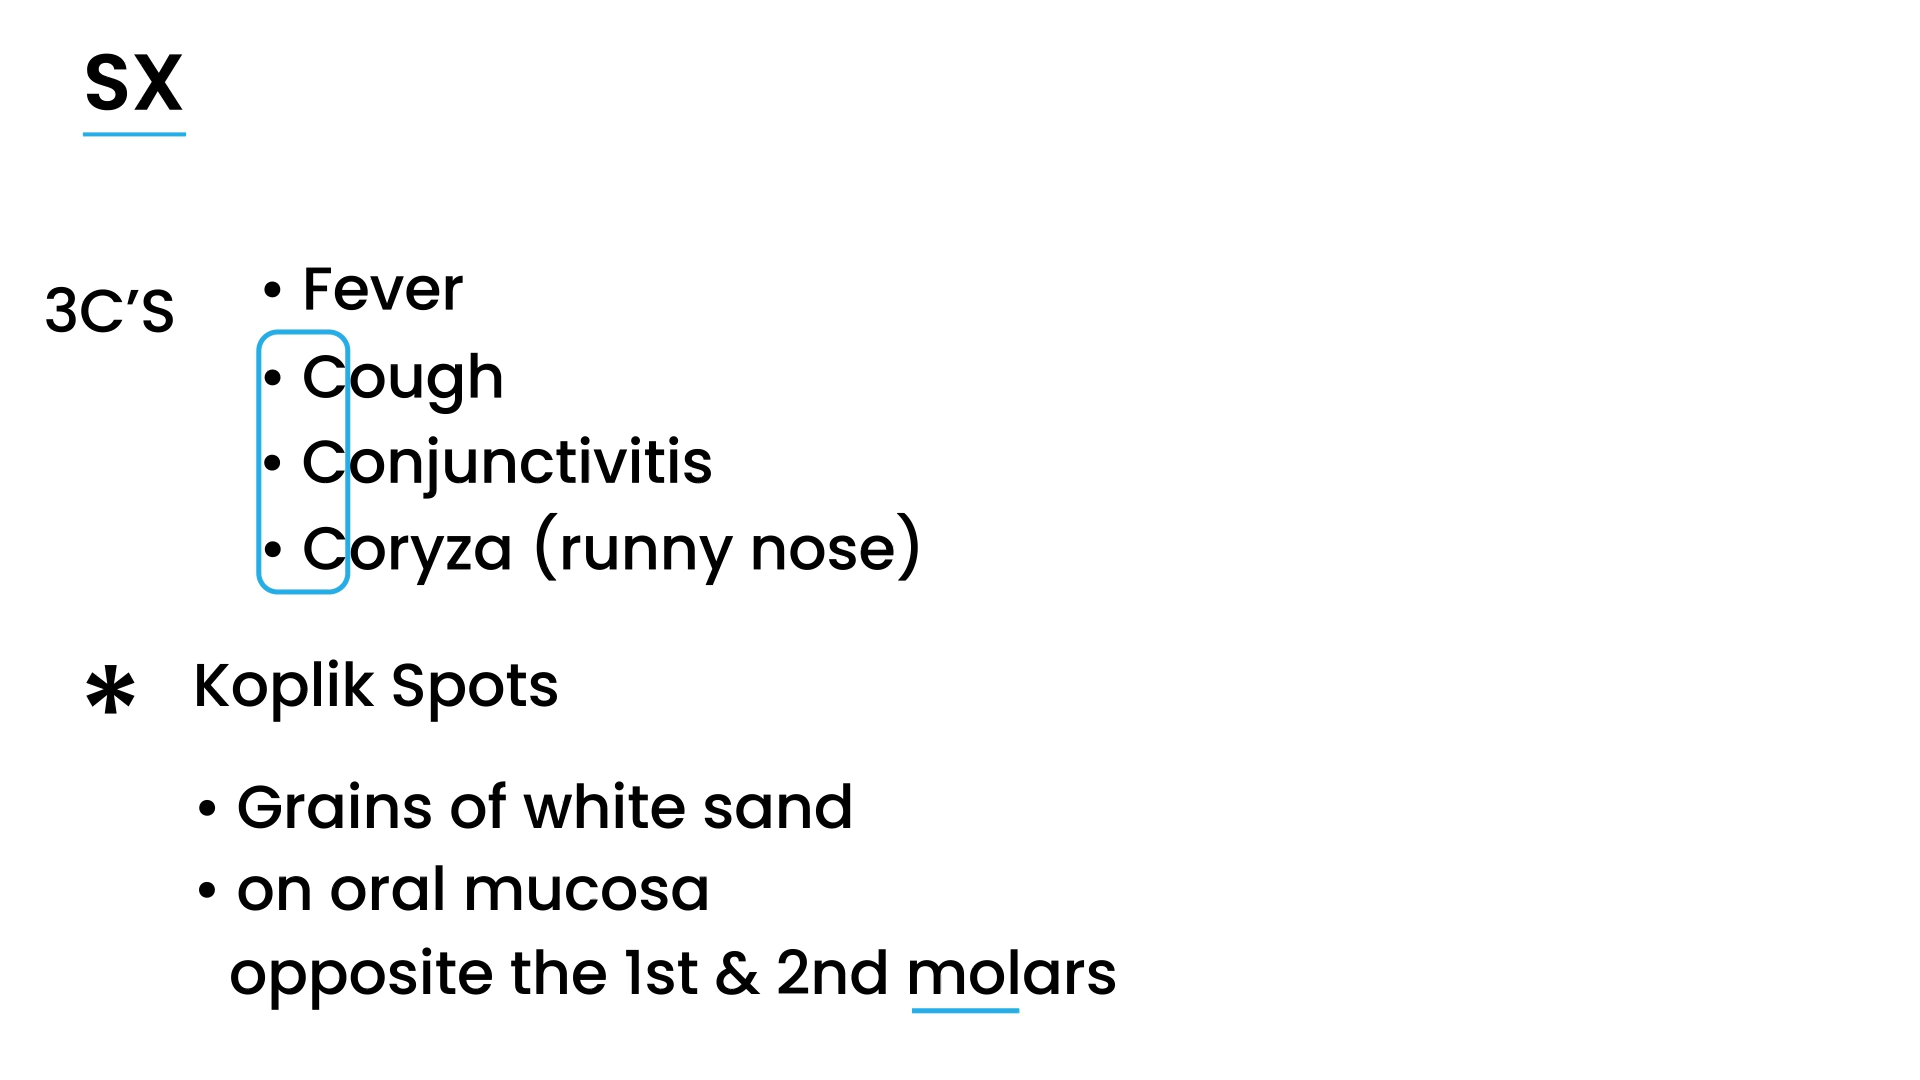 SX
3C’S
• Fever
• Cough
• Conjunctivitis
• Coryza (runny nose)
* Koplik Spots
• Grains of white sand
• on oral mucosa
opposite the 1st & 2nd molars